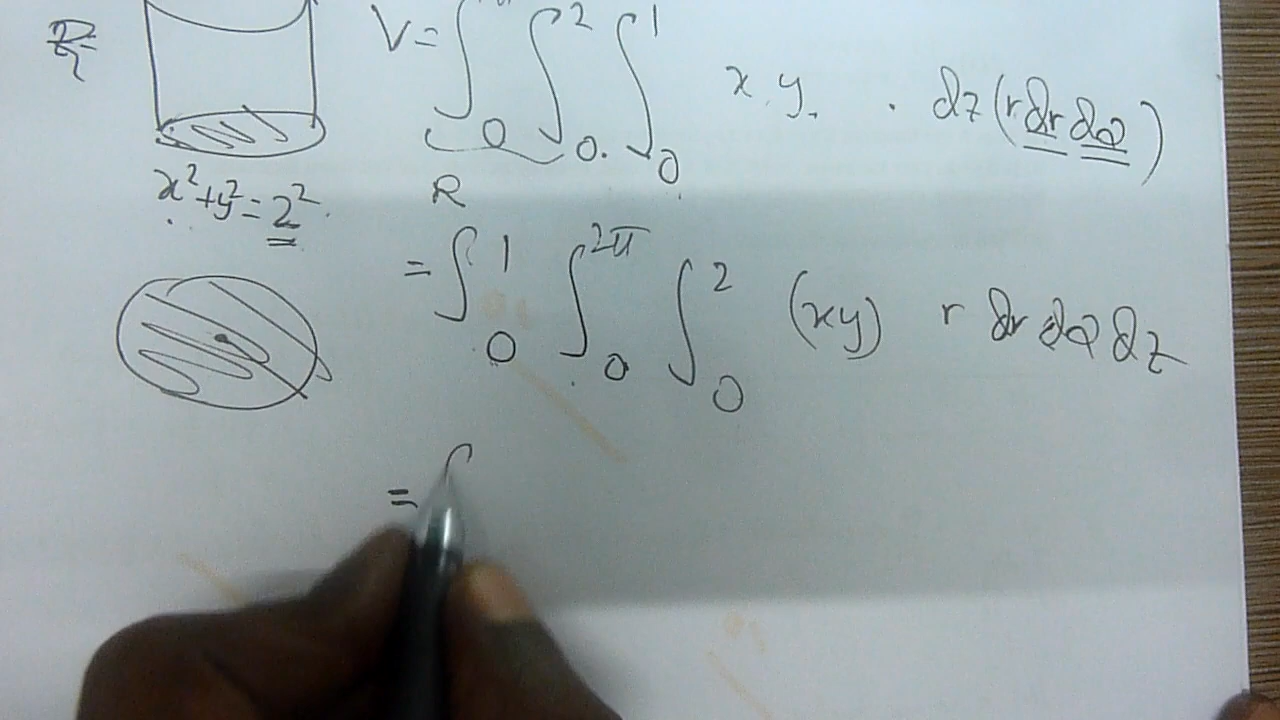 V = ∫₀ ∫₀² ∫₀¹ x . y . dz (r dr dθ)
R
x² + y² = 2²
= ∫₀¹ ∫₀^2π ∫₀² (xy) r dr dθ dz
= ∫